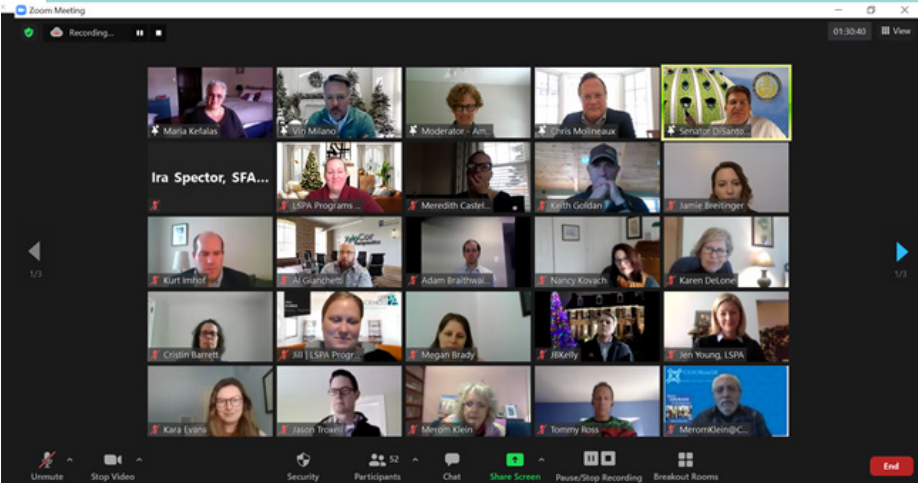 Zoom Meeting
Recording...
01:30:40
View
Maria Kefalas
Vin Milano
Moderator - Am...
Chris Molineaux
Senator DiSanto...
Ira Spector, SFA...
LSPA Programs ...
Meredith Castel...
Keith Goldan
Jamie Breitinger
Kurt Imhof
Al Gianchetti
XyloCor
Adam Braithwai...
Nancy Kovach
Karen DeLone
Cristin Barrett
Jill | LSPA Progr...
Megan Brady
JBKelly
Jen Young, LSPA
Kara Evans
Jason Troxell
Merom Klein
Tommy Ross
COURAGE
MeromKlein@C...
1/3
1/3
Unmute
Stop Video
Security
52
Participants
Chat
Share Screen
Pause/Stop Recording
Breakout Rooms
End